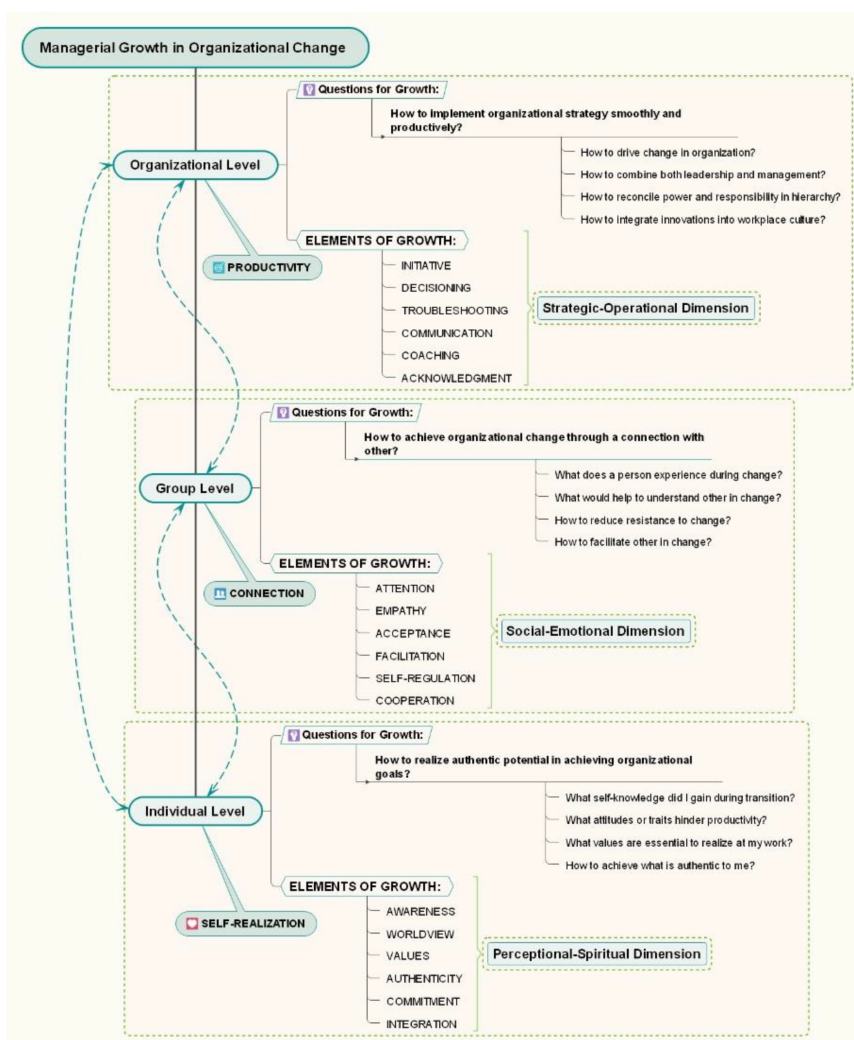 Managerial Growth in Organizational Change
Questions for Growth:
How to implement organizational strategy smoothly and
productively?
Organizational Level
How to drive change in organization?
How to combine both leadership and management?
How to reconcile power and responsibility in hierarchy?
How to integrate innovations into workplace culture?
ELEMENTS OF GROWTH:
PRODUCTIVITY
INITIATIVE
DECISIONING
TROUBLESHOOTING
COMMUNICATION
COACHING
ACKNOWLEDGMENT
Strategic-Operational Dimension
Questions for Growth:
How to achieve organizational change through a connection with
other?
Group Level
What does a person experience during change?
What would help to understand other in change?
How to reduce resistance to change?
How to facilitate other in change?
ELEMENTS OF GROWTH:
CONNECTION
ATTENTION
EMPATHY
ACCEPTANCE
FACILITATION
SELF-REGULATION
COOPERATION
Social-Emotional Dimension
Questions for Growth:
How to realize authentic potential in achieving organizational
goals?
Individual Level
What self-knowledge did I gain during transition?
What attitudes or traits hinder productivity?
What values are essential to realize at my work?
How to achieve what is authentic to me?
ELEMENTS OF GROWTH:
SELF-REALIZATION
AWARENESS
WORLDVIEW
VALUES
AUTHENTICITY
COMMITMENT
INTEGRATION
Perceptional-Spiritual Dimension